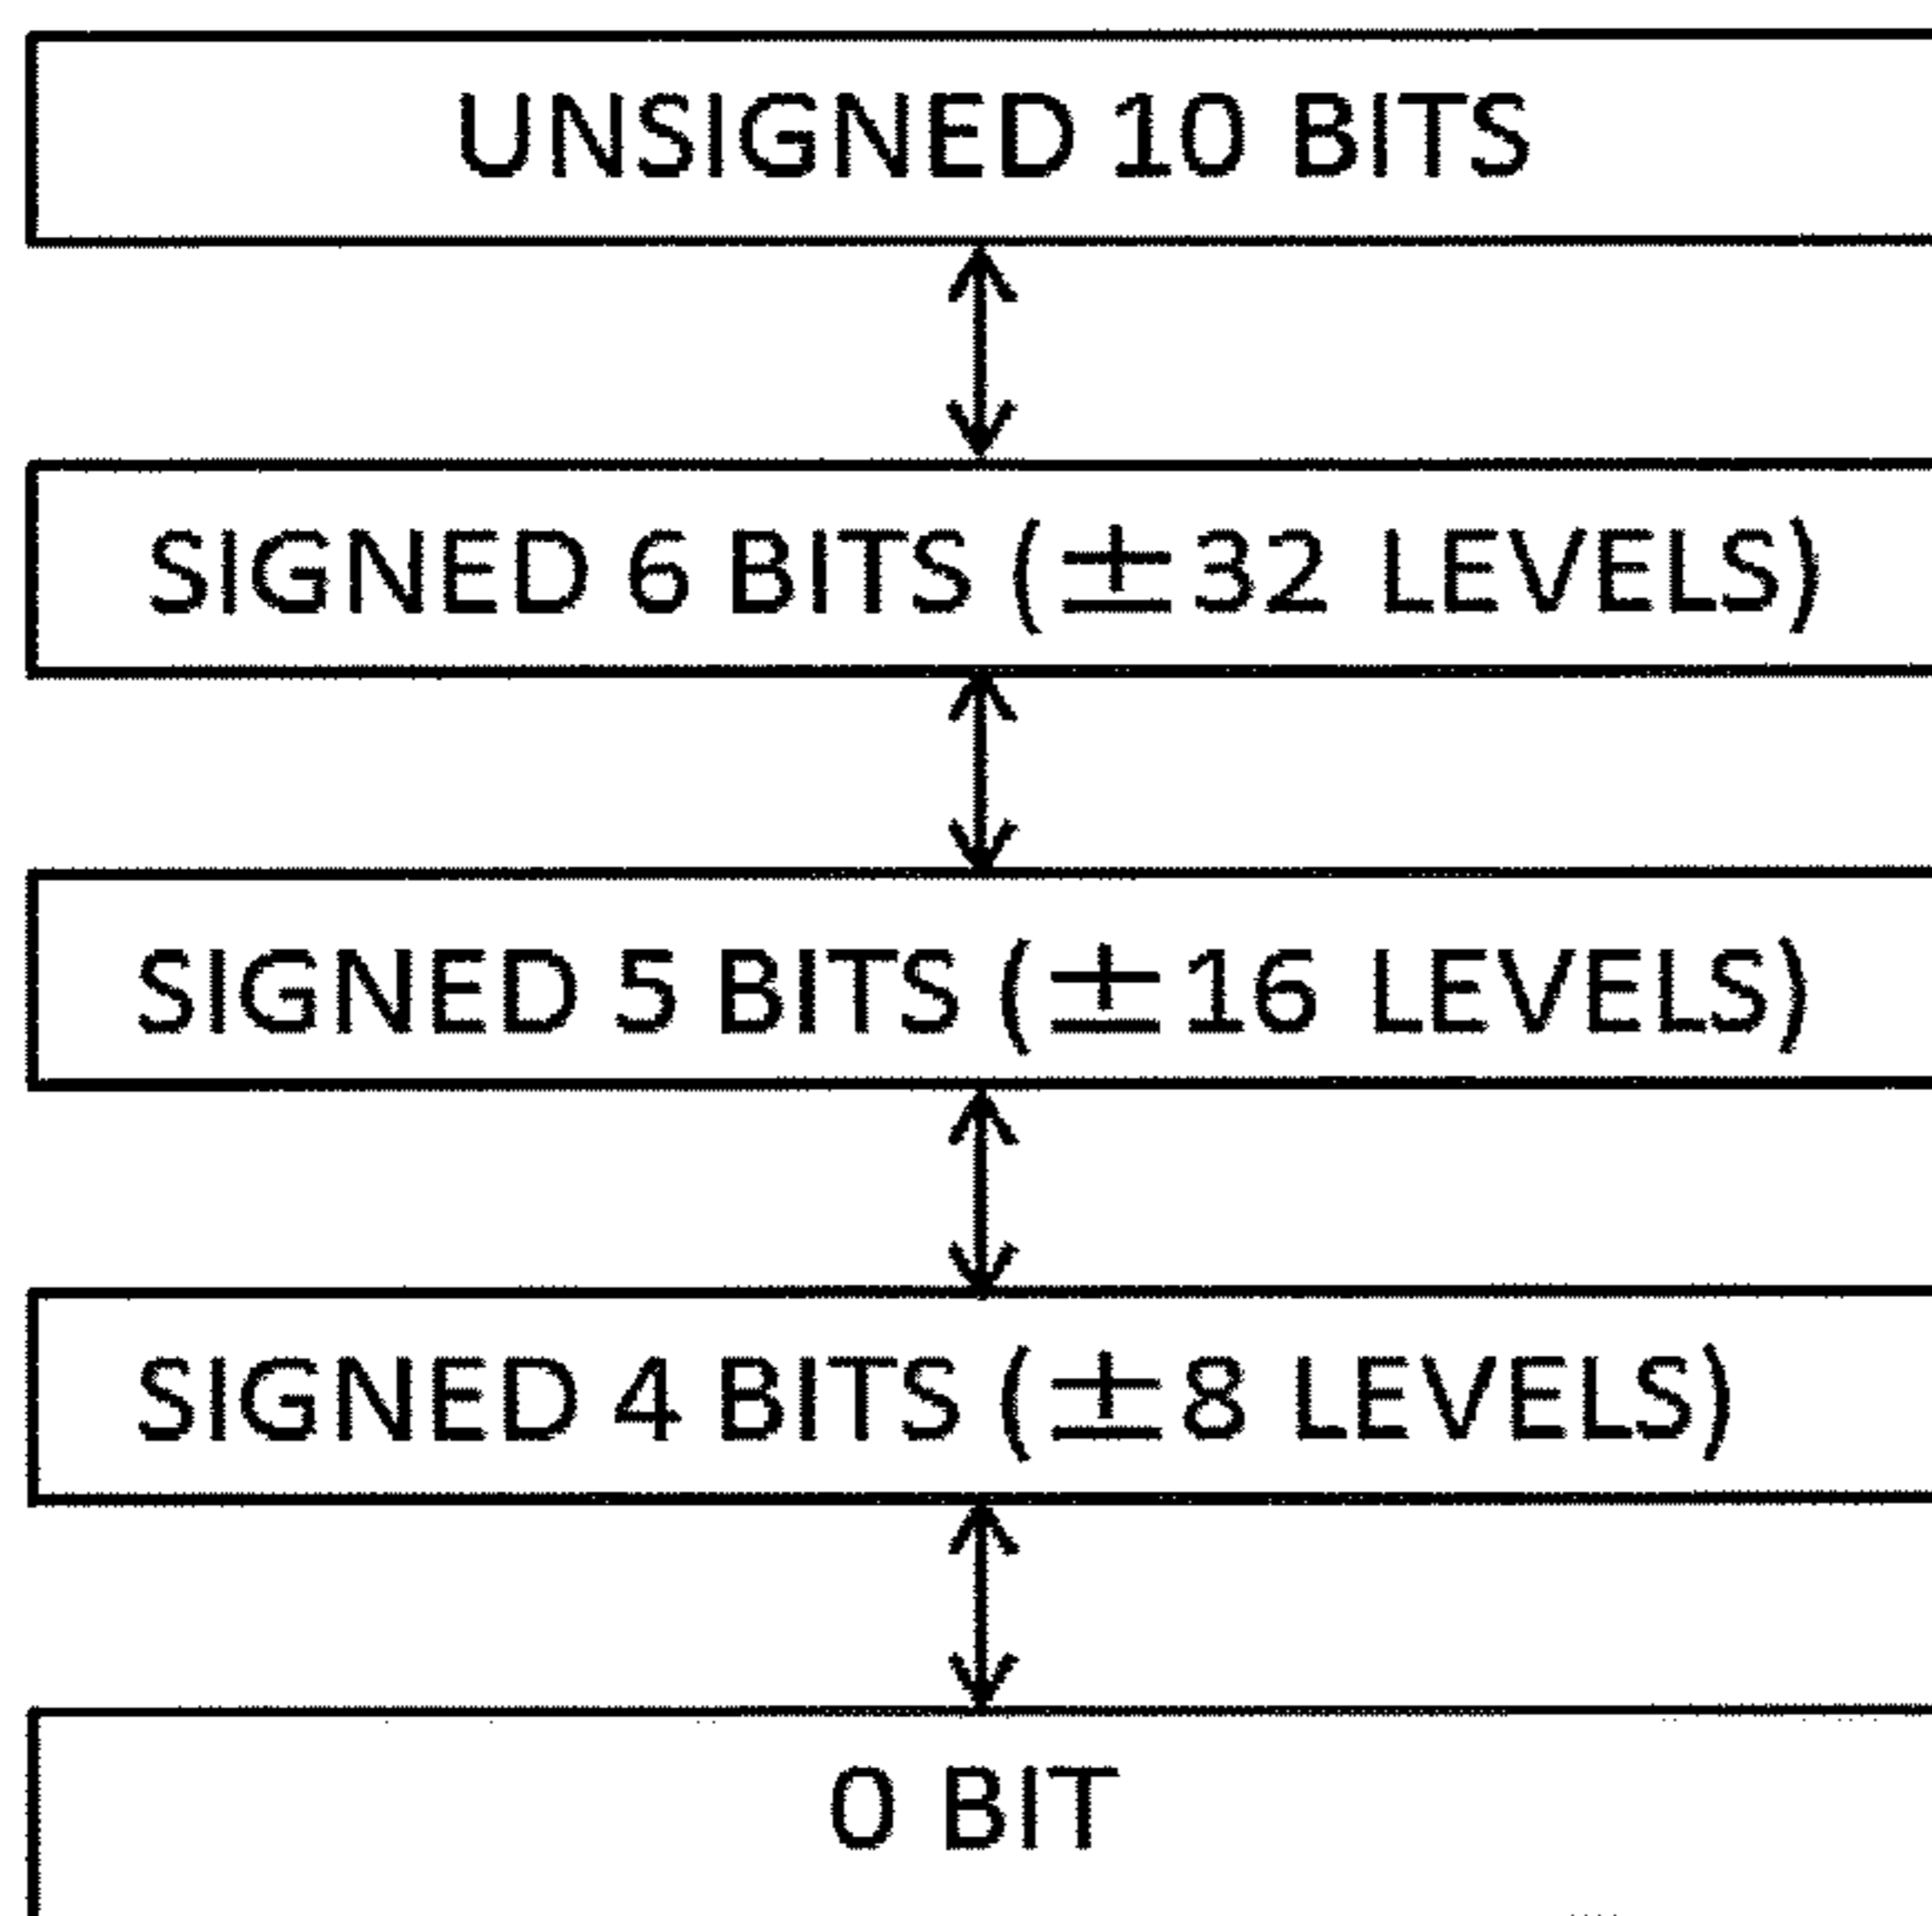 UNSIGNED 10 BITS
SIGNED 6 BITS (±32 LEVELS)
SIGNED 5 BITS (±16 LEVELS)
SIGNED 4 BITS (±8 LEVELS)
0 BIT